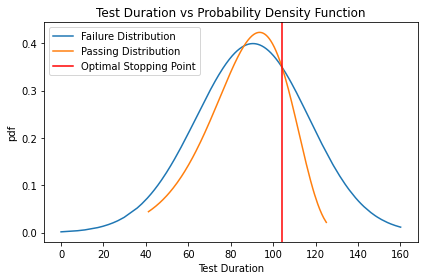 Test Duration vs Probability Density Function
Failure Distribution
Passing Distribution
Optimal Stopping Point
pdf
0.4
0.3
0.2
0.1
0.0
0 20 40 60 80 100 120 140 160
Test Duration